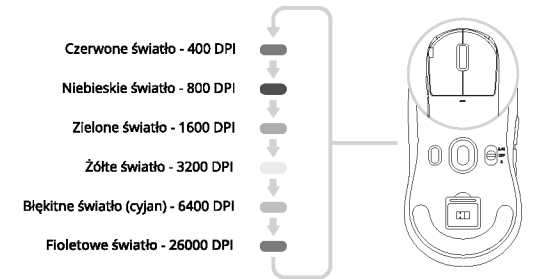 Czerwone światło - 400 DPI
Niebieskie światło - 800 DPI
Zielone światło - 1600 DPI
Żółte światło - 3200 DPI
Błękitne światło (cyjan) - 6400 DPI
Fioletowe światło - 26000 DPI